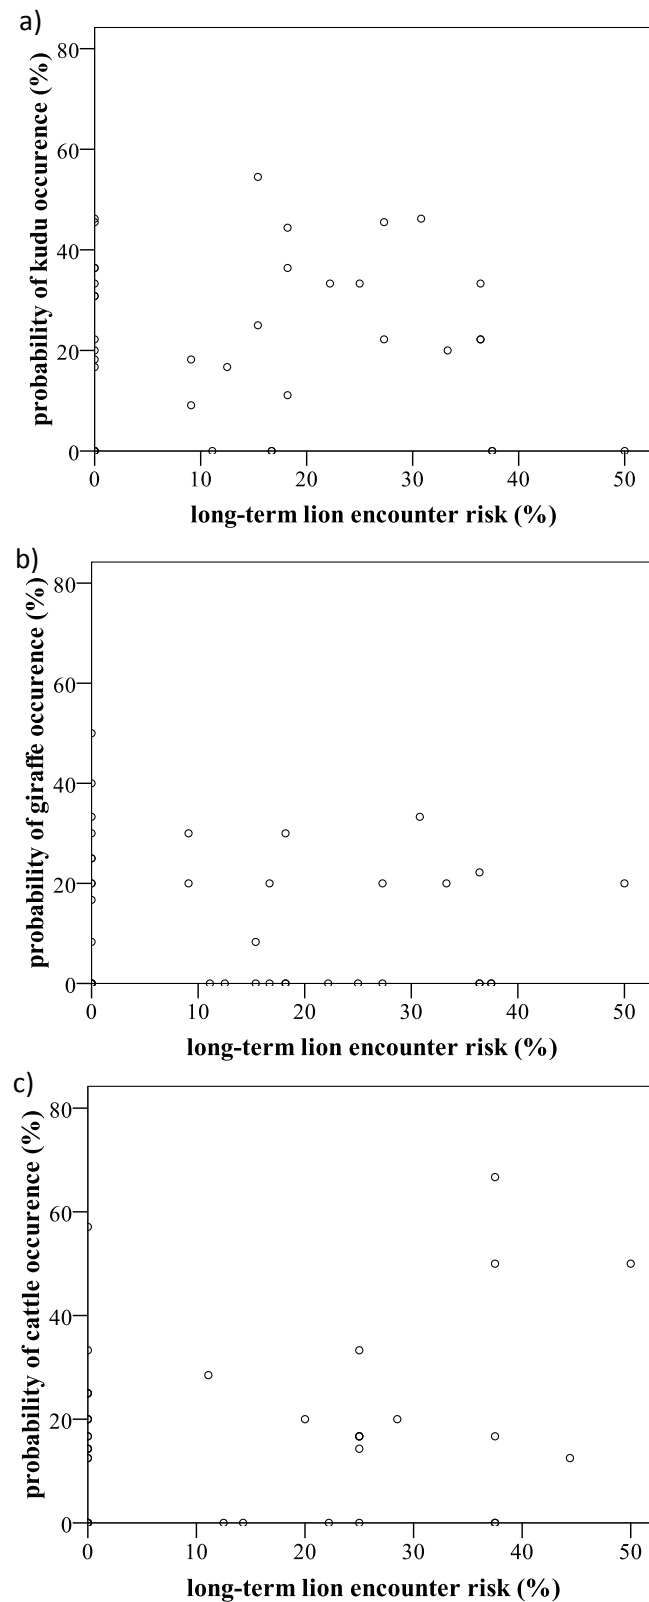 a)
80
60
40
20
0
probability of kudu occurence (%)
0 10 20 30 40 50
long-term lion encounter risk (%)
b)
80
60
40
20
0
probability of giraffe occurence (%)
0 10 20 30 40 50
long-term lion encounter risk (%)
c)
80
60
40
20
0
probability of cattle occurence (%)
0 10 20 30 40 50
long-term lion encounter risk (%)